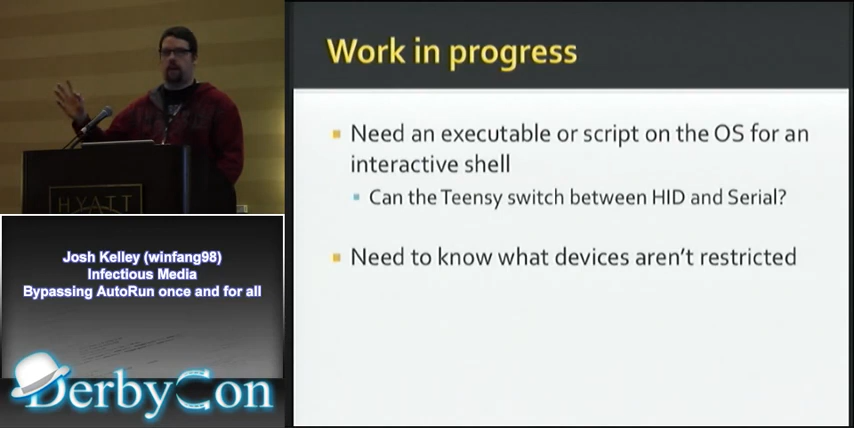 Work in progress
Need an executable or script on the OS for an
interactive shell
Can the Teensy switch between HID and Serial?
Need to know what devices aren't restricted
HYATT
Josh Kelley (winfang98)
Infectious Media
Bypassing AutoRun once and for all
DerbyCon